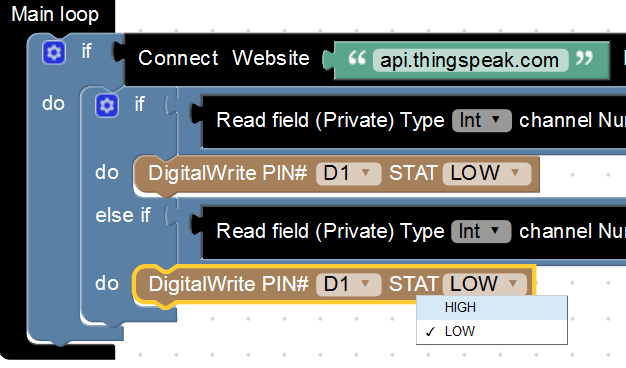 Main loop
if Connect Website “ api.thingspeak.com ”
do if Read field (Private) Type Int channel Nu
do DigitalWrite PIN# D1 STAT LOW
else if Read field (Private) Type Int channel Nu
do DigitalWrite PIN# D1 STAT LOW
HIGH
✓ LOW